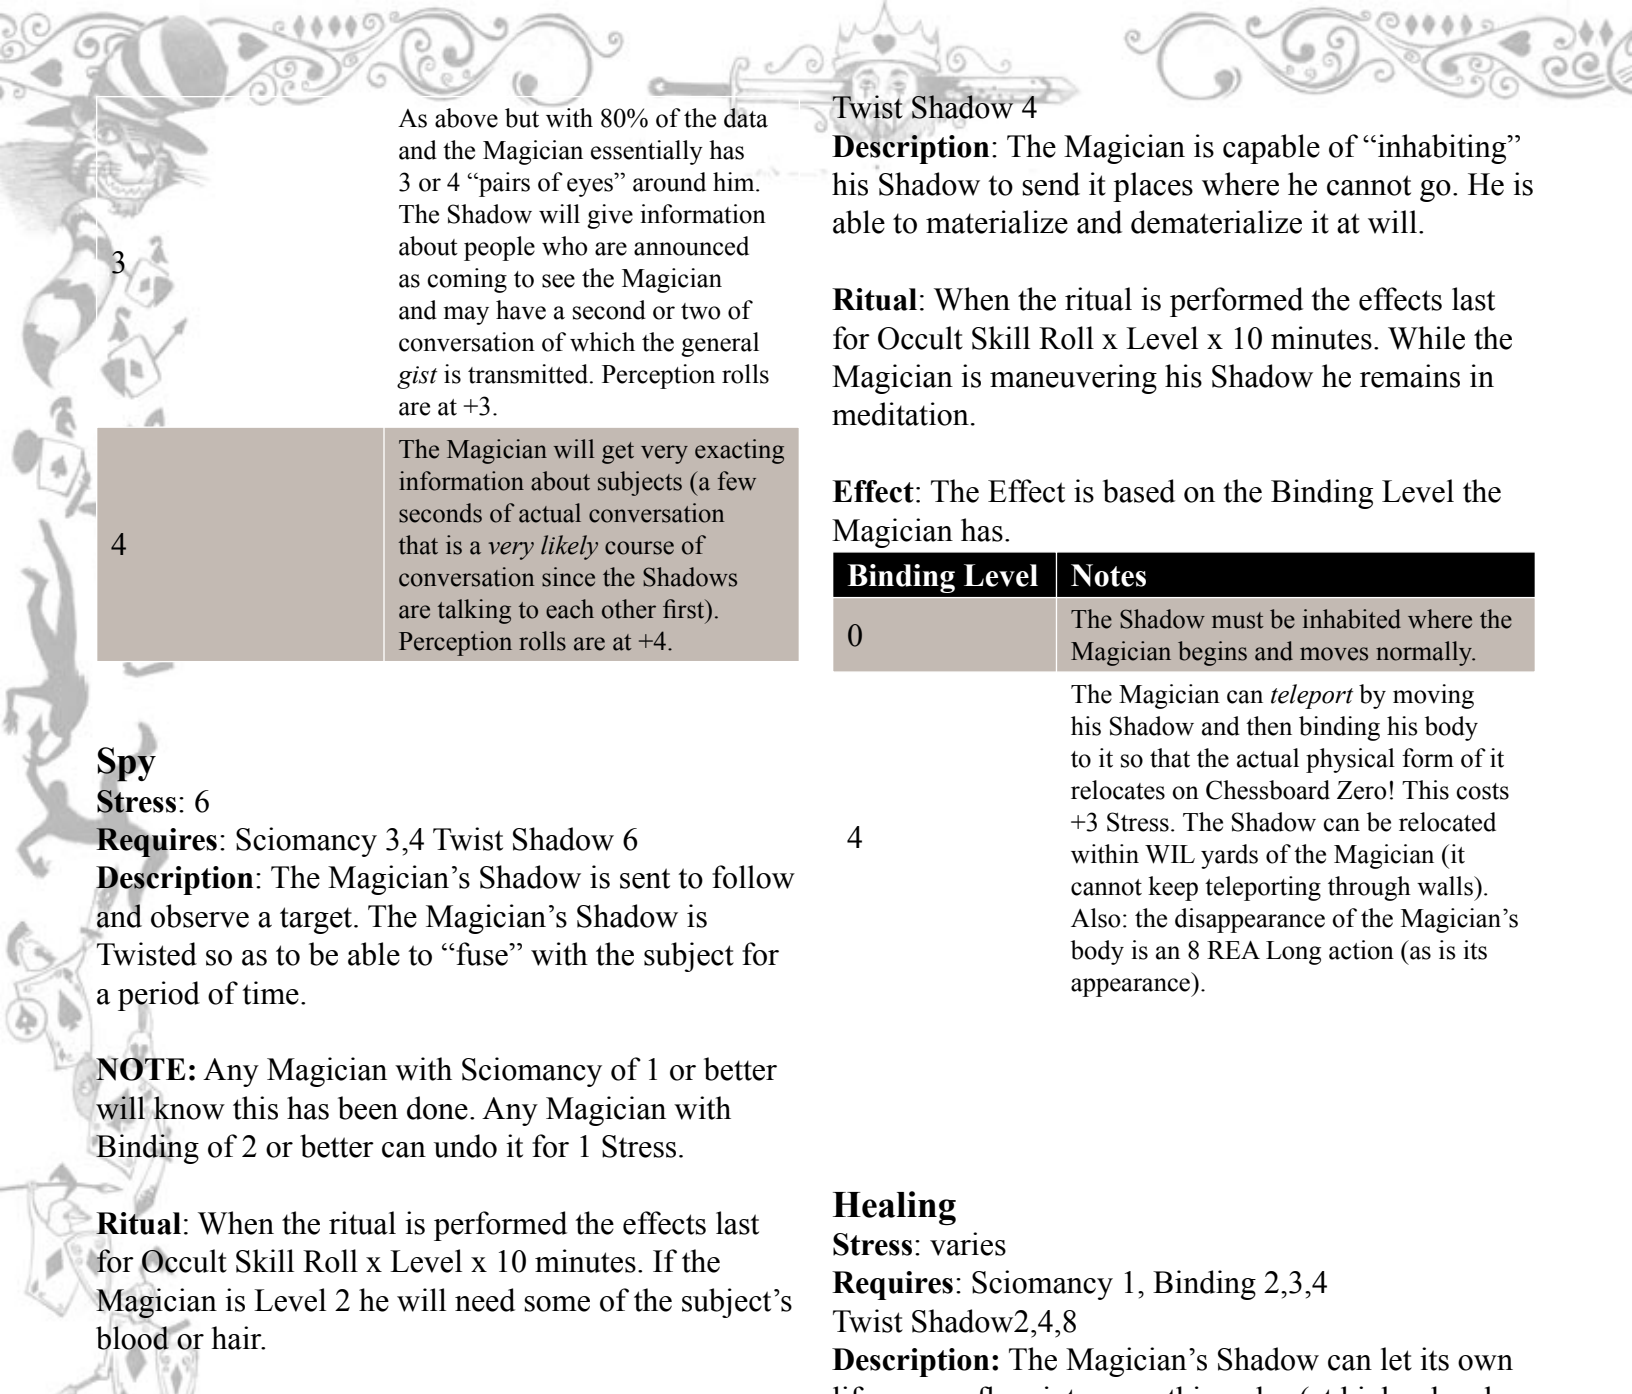 3
As above but with 80% of the data
and the Magician essentially has
3 or 4 “pairs of eyes” around him.
The Shadow will give information
about people who are announced
as coming to see the Magician
and may have a second or two of
conversation of which the general
gist is transmitted. Perception rolls
are at +3.
4
The Magician will get very exacting
information about subjects (a few
seconds of actual conversation
that is a very likely course of
conversation since the Shadows
are talking to each other first).
Perception rolls are at +4.
Spy
Stress: 6
Requires: Sciomancy 3,4 Twist Shadow 6
Description: The Magician’s Shadow is sent to follow
and observe a target. The Magician’s Shadow is
Twisted so as to be able to “fuse” with the subject for
a period of time.
NOTE: Any Magician with Sciomancy of 1 or better
will know this has been done. Any Magician with
Binding of 2 or better can undo it for 1 Stress.
Ritual: When the ritual is performed the effects last
for Occult Skill Roll x Level x 10 minutes. If the
Magician is Level 2 he will need some of the subject’s
blood or hair.
Twist Shadow 4
Description: The Magician is capable of “inhabiting”
his Shadow to send it places where he cannot go. He is
able to materialize and dematerialize it at will.
Ritual: When the ritual is performed the effects last
for Occult Skill Roll x Level x 10 minutes. While the
Magician is maneuvering his Shadow he remains in
meditation.
Effect: The Effect is based on the Binding Level the
Magician has.
Binding Level Notes
0
The Shadow must be inhabited where the
Magician begins and moves normally.
4
The Magician can teleport by moving
his Shadow and then binding his body
to it so that the actual physical form of it
relocates on Chessboard Zero! This costs
+3 Stress. The Shadow can be relocated
within WIL yards of the Magician (it
cannot keep teleporting through walls).
Also: the disappearance of the Magician’s
body is an 8 REA Long action (as is its
appearance).
Healing
Stress: varies
Requires: Sciomancy 1, Binding 2,3,4
Twist Shadow2,4,8
Description: The Magician’s Shadow can let its own